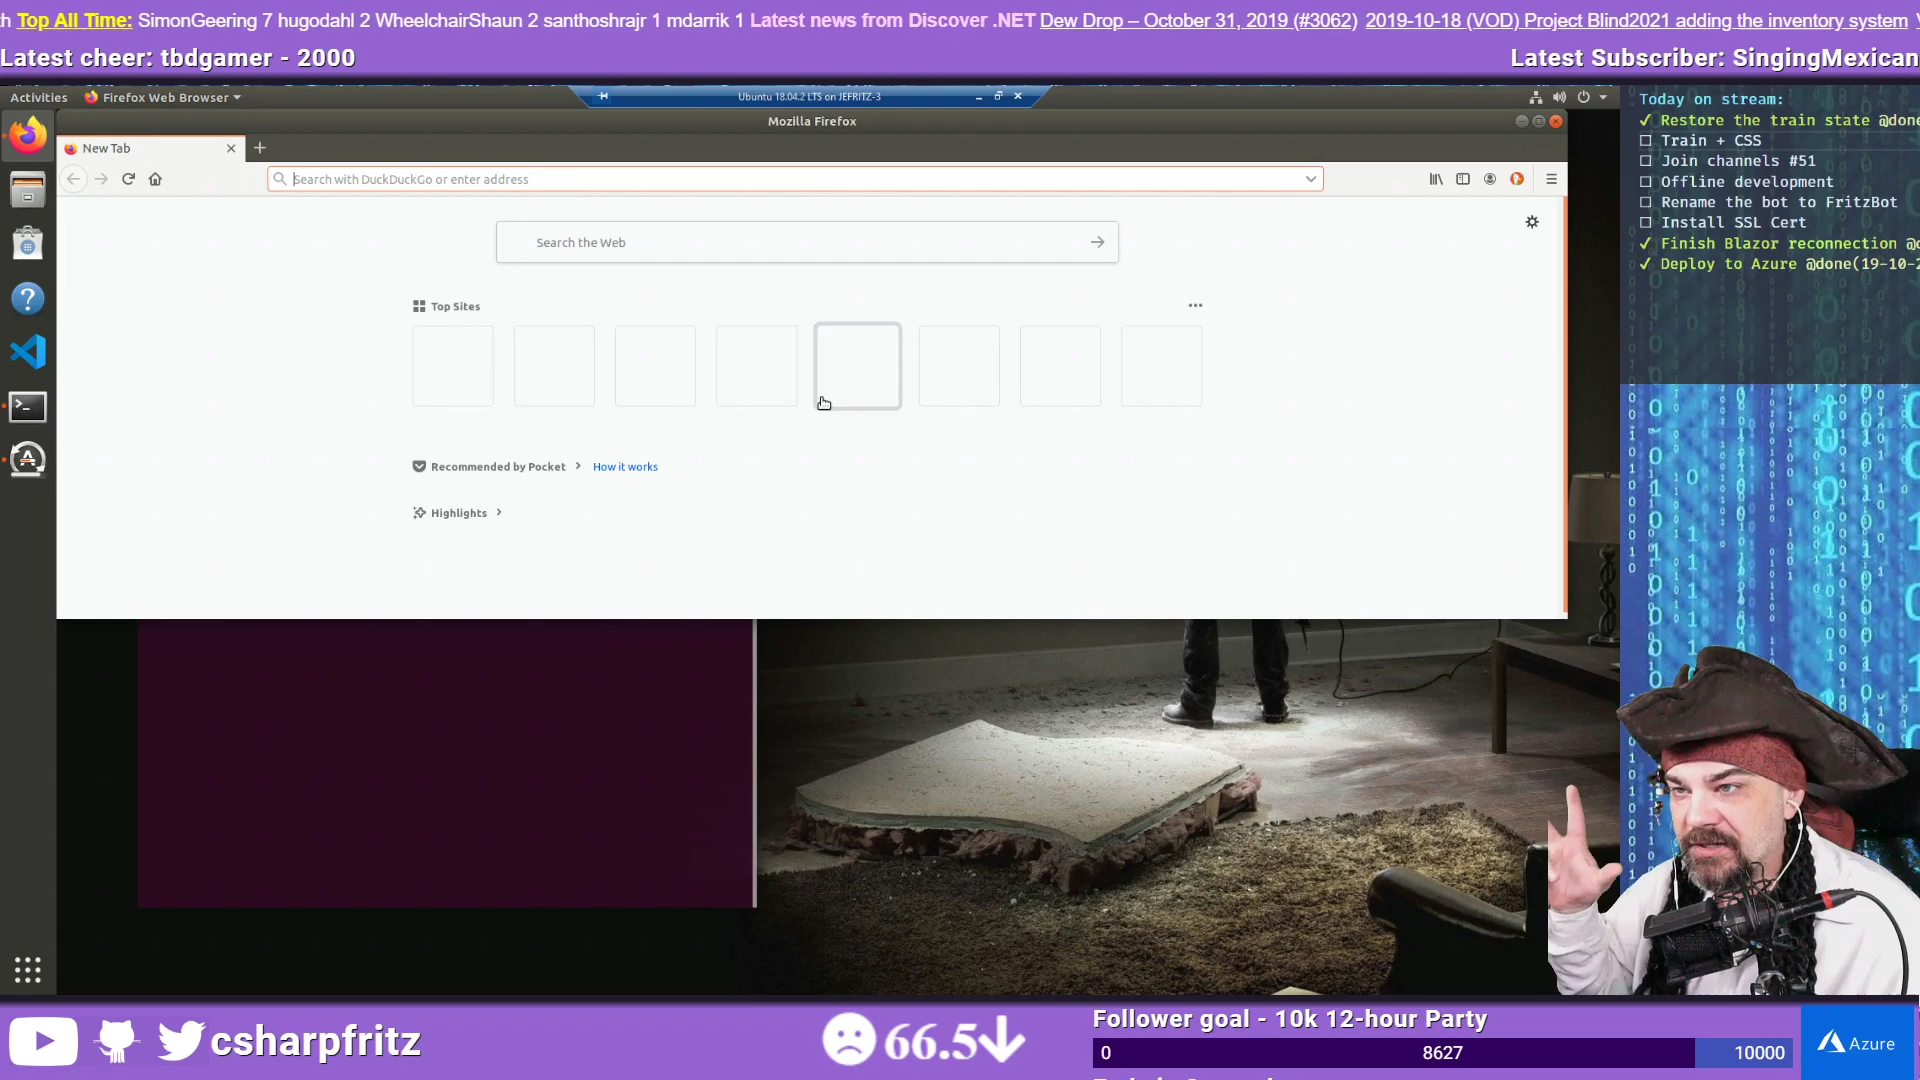 Top All Time: SimonGeering 7 hugodahl 2 WheelchairShaun 2 santhoshrajr 1 mdarrik 1 Latest news from Discover .NET Dew Drop – October 31, 2019 (#3062) 2019-10-18 (VOD) Project Blind2021 adding the inventory system
Latest cheer: tbdgamer - 2000
Latest Subscriber: SingingMexican
Activities
Firefox Web Browser
Ubuntu 18.04.2 LTS on JEFRITZ-3
Mozilla Firefox
New Tab
Search with DuckDuckGo or enter address
Search the Web
Top Sites
Recommended by Pocket
How it works
Highlights
Today on stream:
Restore the train state @done
Train + CSS
Join channels #51
Offline development
Rename the bot to FritzBot
Install SSL Cert
Finish Blazor reconnection
Deploy to Azure @done(19-10-2
csharpfritz
66.5
Follower goal - 10k 12-hour Party
0
8627
10000
Azure